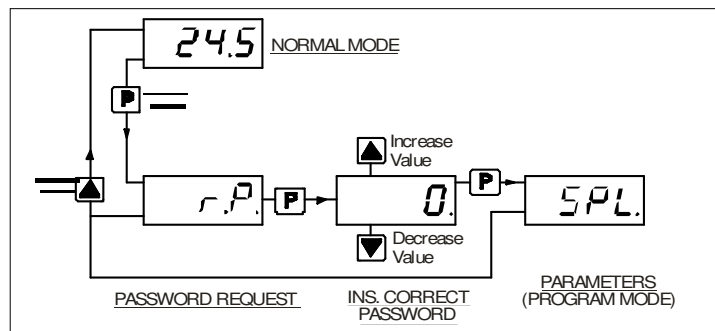 24.5
NORMAL MODE
P
Increase
Value
r.P.
P
0.
P
SPL.
Decrease
Value
PASSWORD REQUEST
INS. CORRECT
PASSWORD
PARAMETERS
(PROGRAM MODE)